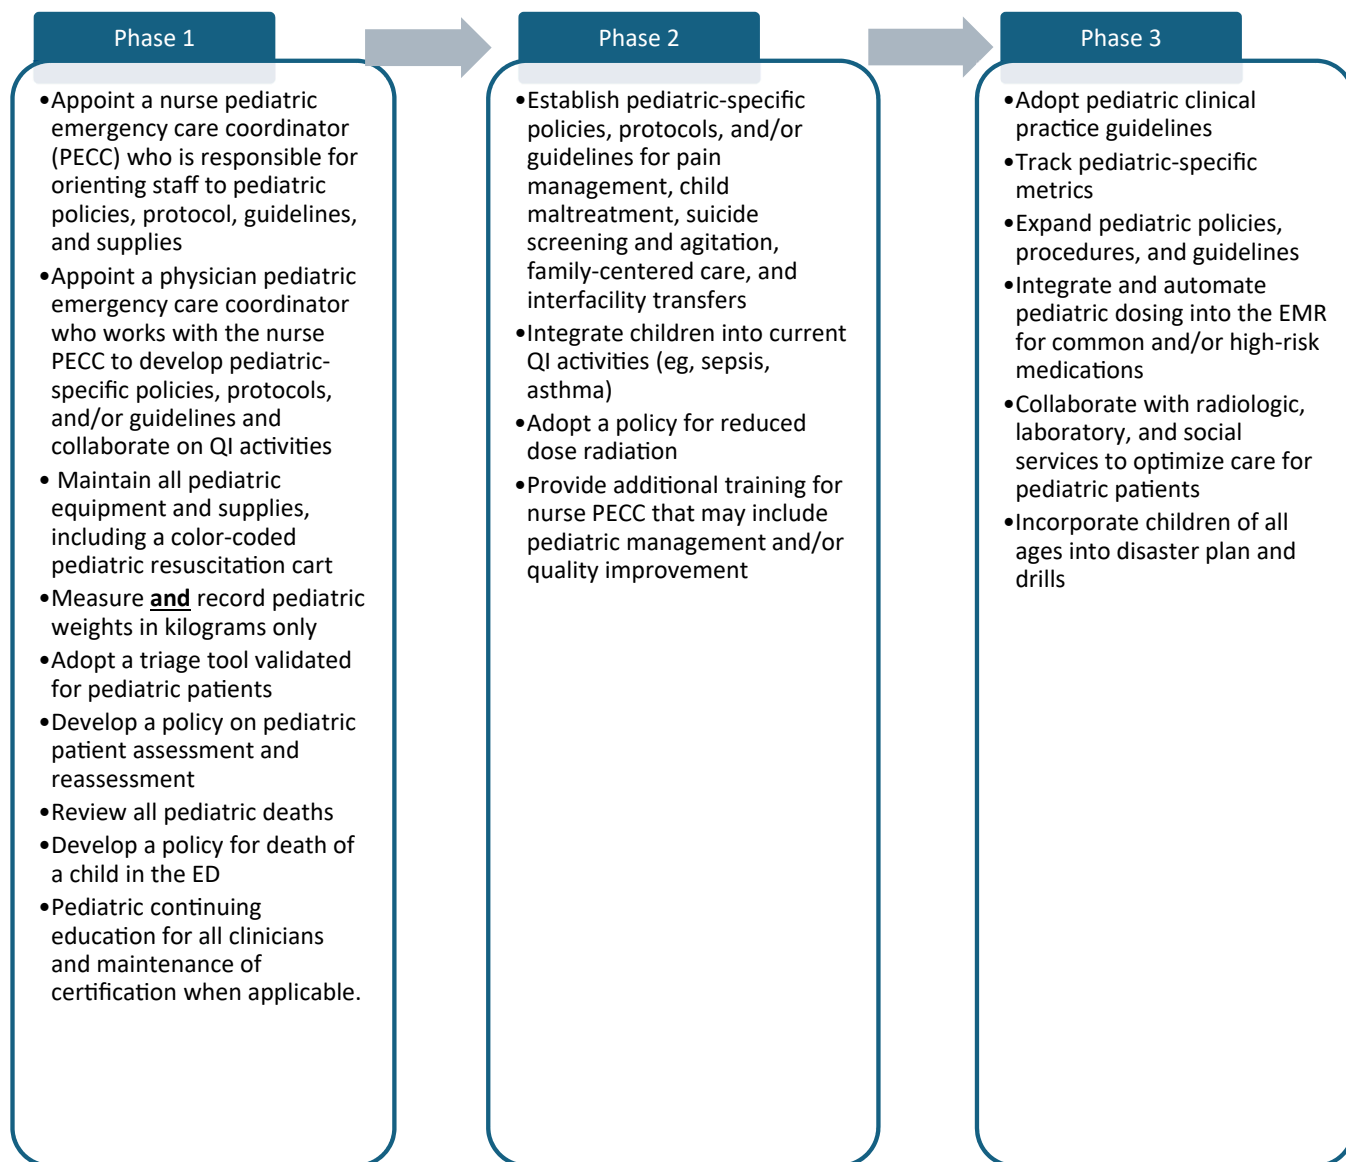 Phase 1
•Appoint a nurse pediatric
emergency care coordinator
(PECC) who is responsible for
orienting staff to pediatric
policies, protocol, guidelines,
and supplies
•Appoint a physician pediatric
emergency care coordinator
who works with the nurse
PECC to develop pediatric-
specific policies, protocols,
and/or guidelines and
collaborate on QI activities
• Maintain all pediatric
equipment and supplies,
including a color-coded
pediatric resuscitation cart
•Measure and record pediatric
weights in kilograms only
•Adopt a triage tool validated
for pediatric patients
•Develop a policy on pediatric
patient assessment and
reassessment
•Review all pediatric deaths
•Develop a policy for death of
a child in the ED
•Pediatric continuing
education for all clinicians
and maintenance of
certification when applicable.
Phase 2
•Establish pediatric-specific
policies, protocols, and/or
guidelines for pain
management, child
maltreatment, suicide
screening and agitation,
family-centered care, and
interfacility transfers
•Integrate children into current
QI activities (eg, sepsis,
asthma)
•Adopt a policy for reduced
dose radiation
•Provide additional training for
nurse PECC that may include
pediatric management and/or
quality improvement
Phase 3
•Adopt pediatric clinical
practice guidelines
•Track pediatric-specific
metrics
•Expand pediatric policies,
procedures, and guidelines
•Integrate and automate
pediatric dosing into the EMR
for common and/or high-risk
medications
•Collaborate with radiologic,
laboratory, and social
services to optimize care for
pediatric patients
•Incorporate children of all
ages into disaster plan and
drills